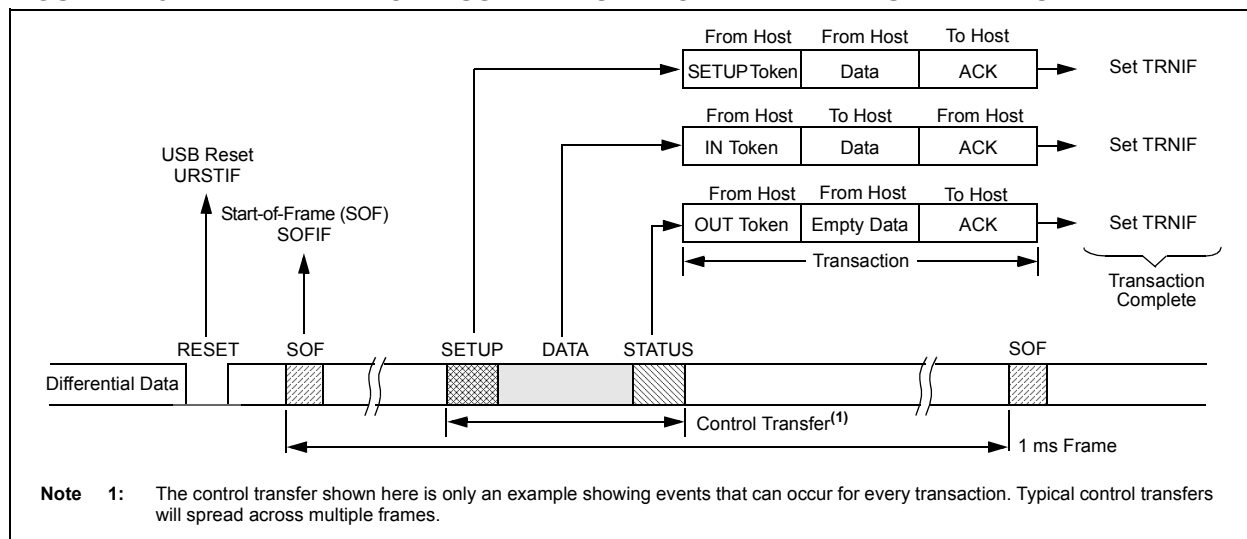 From Host From Host To Host
SETUP Token Data ACK Set TRNIF
From Host To Host From Host
IN Token Data ACK Set TRNIF
USB Reset
URSTIF
From Host From Host To Host
Start-of-Frame (SOF)
SOFIF
OUT Token Empty Data ACK Set TRNIF
Transaction
Transaction
Complete
RESET SOF SETUP DATA STATUS SOF
Differential Data
Control Transfer(1)
1 ms Frame
Note 1: The control transfer shown here is only an example showing events that can occur for every transaction. Typical control transfers
will spread across multiple frames.